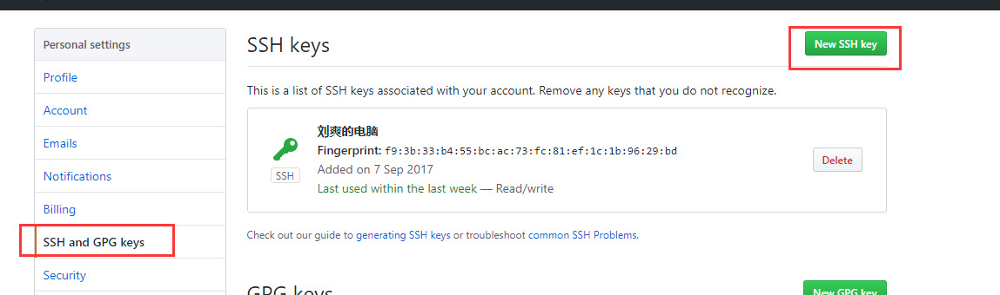 Personal settings
Profile
Account
Emails
Notifications
Billing
SSH and GPG keys
Security
SSH keys
New SSH key
This is a list of SSH keys associated with your account. Remove any keys that you do not recognize.
刘爽的电脑
Fingerprint: f9:3b:33:b4:55:bc:ac:73:fc:81:ef:1c:1b:96:29:bd
SSH
Added on 7 Sep 2017
Last used within the last week — Read/write
Delete
Check out our guide to generating SSH keys or troubleshoot common SSH Problems.
GPG keys
New GPG key